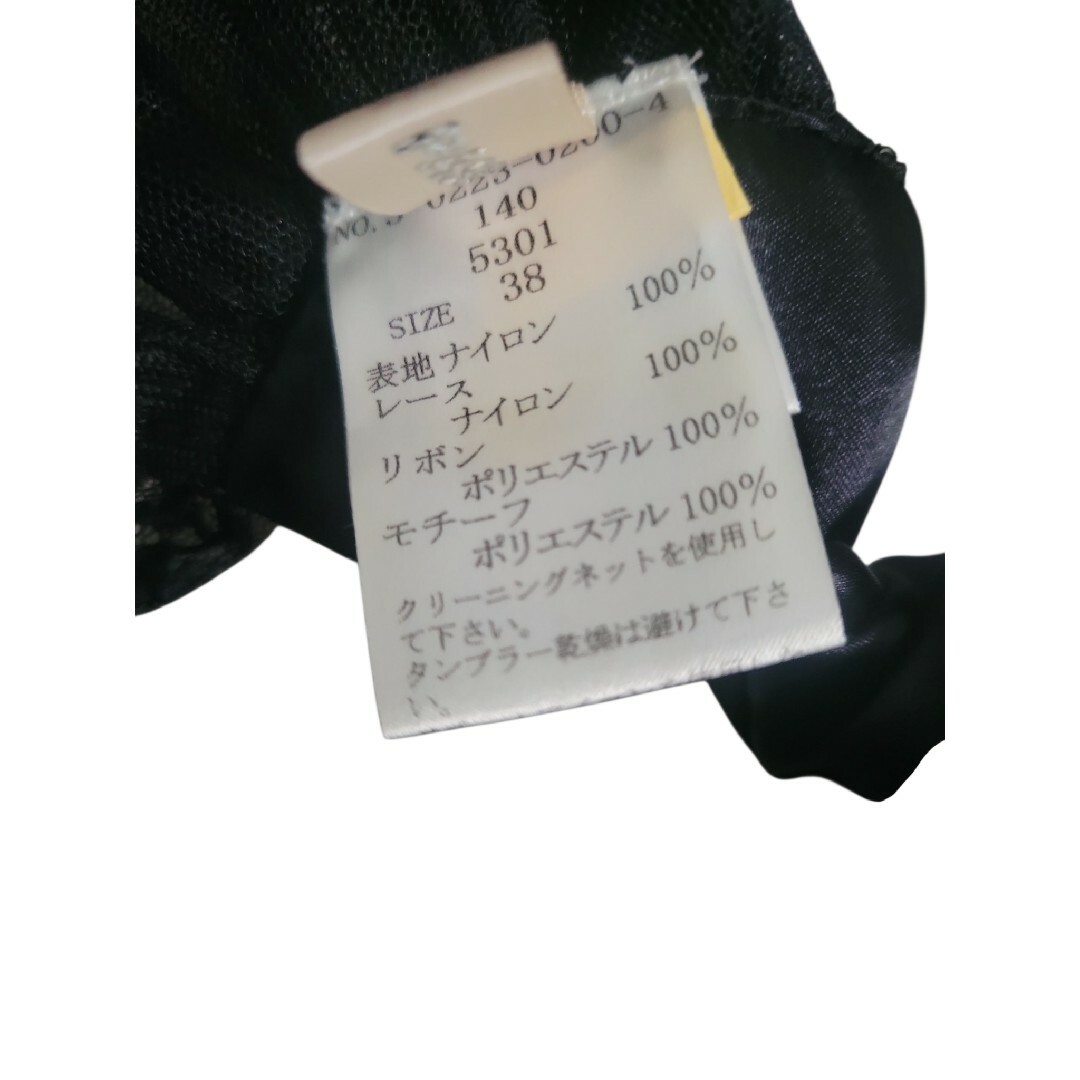 NO.
140
5301
SIZE 38
表地ナイロン 100%
レース
ナイロン 100%
リボン
ポリエステル 100%
モチーフ
ポリエステル 100%
クリーニングネットを使用し
て下さい。
タンブラー乾燥は避けて下さ
い。